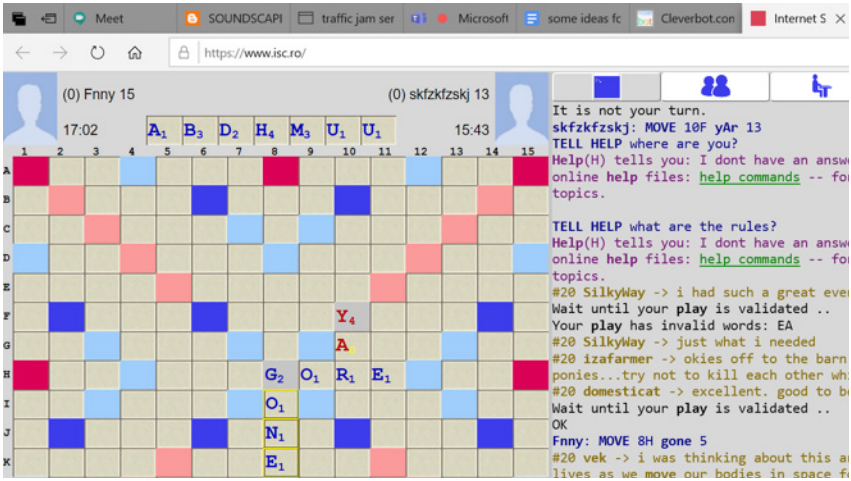 Meet
SOUNDSCAPI
traffic jam ser
Microsoft
some ideas fo
Cleverbot.con
Internet S
https://www.isc.ro/
(0) Fnny 15
(0) skfzkfzskj 13
17:02
A1 B3 D2 H4 M3 U1 U1
15:43
1 2 3 4 5 6 7 8 9 10 11 12 13 14 15
A
B
C
D
E
F Y4
G A
H G2 O1 R1 E1
I O1
J N1
K E1
It is not your turn.
skfzkfzskj: MOVE 10F yAr 13
TELL HELP where are you?
Help(H) tells you: I dont have an answe
online help files: help commands -- for
topics.
TELL HELP what are the rules?
Help(H) tells you: I dont have an answe
online help files: help commands -- for
topics.
#20 SilkyWay -> i had such a great eve
Wait until your play is validated ..
Your play has invalid words: EA
#20 SilkyWay -> just what i needed
#20 izafarmer -> okies off to the barn
ponies...try not to kill each other whi
#20 domesticat -> excellent. good to be
Wait until your play is validated ..
OK
Fnny: MOVE 8H gone 5
#20 vek -> i was thinking about this an
lives as we move our bodies in space fo